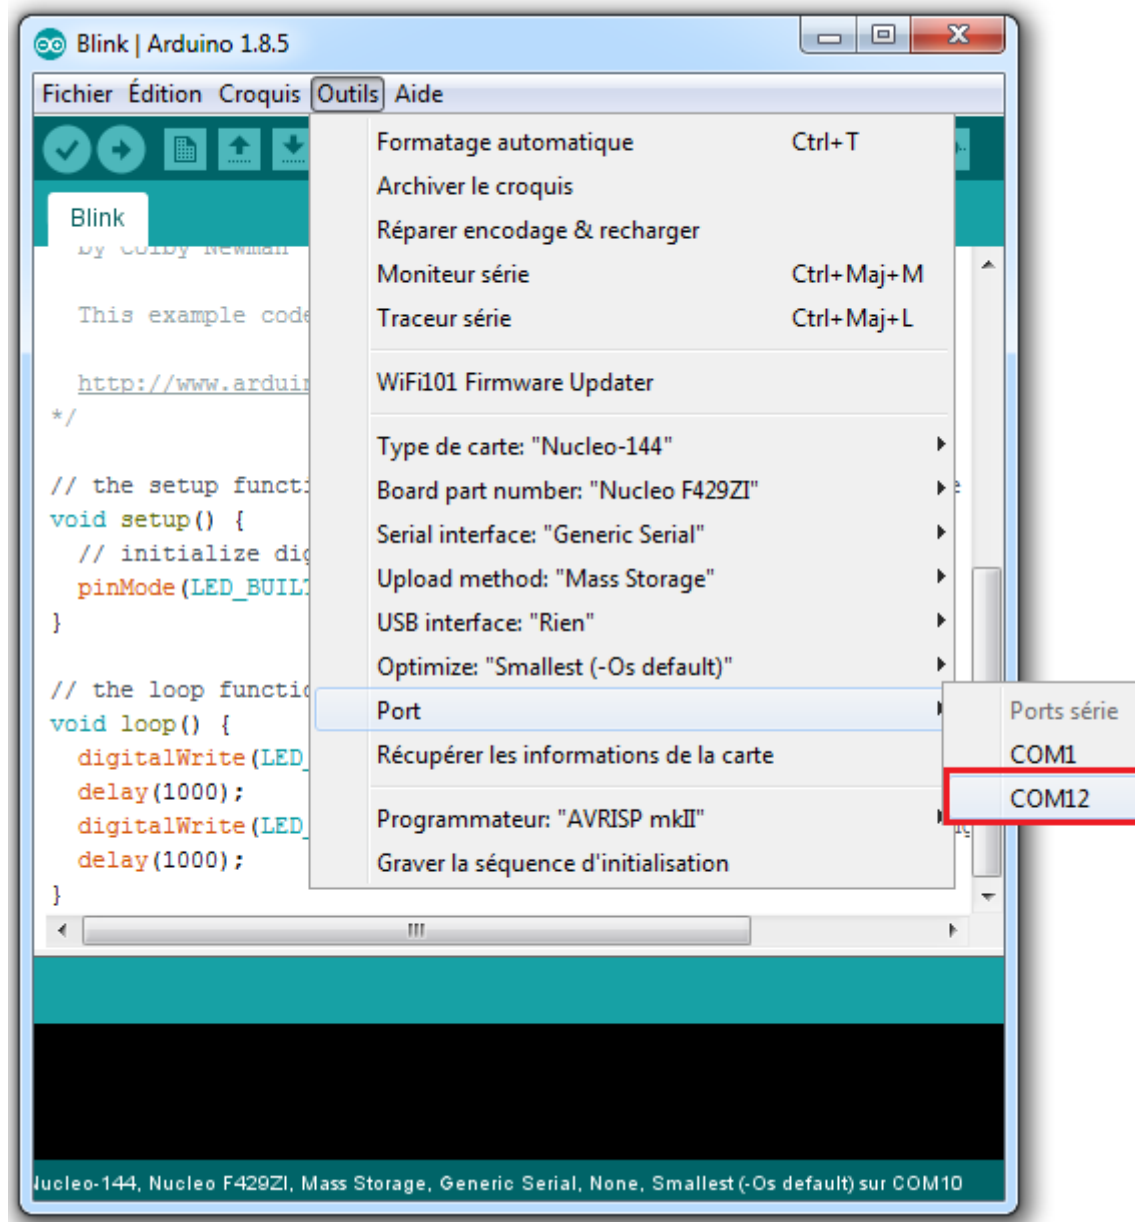 Blink | Arduino 1.8.5
Fichier Édition Croquis Outils Aide
Blink
This example code
http://www.arduin
*/
// the setup functi
void setup() {
// initialize dig
pinMode(LED_BUILT
}
// the loop functio
void loop() {
digitalWrite(LED_
delay(1000);
digitalWrite(LED_
delay(1000);
}
Formatage automatique Ctrl+T
Archiver le croquis
Réparer encodage & recharger
Moniteur série Ctrl+Maj+M
Traceur série Ctrl+Maj+L
WiFi101 Firmware Updater
Type de carte: "Nucleo-144"
Board part number: "Nucleo F429ZI"
Serial interface: "Generic Serial"
Upload method: "Mass Storage"
USB interface: "Rien"
Optimize: "Smallest (-Os default)"
Port
Récupérer les informations de la carte
Programmateur: "AVRISP mkII"
Graver la séquence d'initialisation
Ports série
COM1
COM12
Nucleo-144, Nucleo F429ZI, Mass Storage, Generic Serial, None, Smallest (-Os default) sur COM10